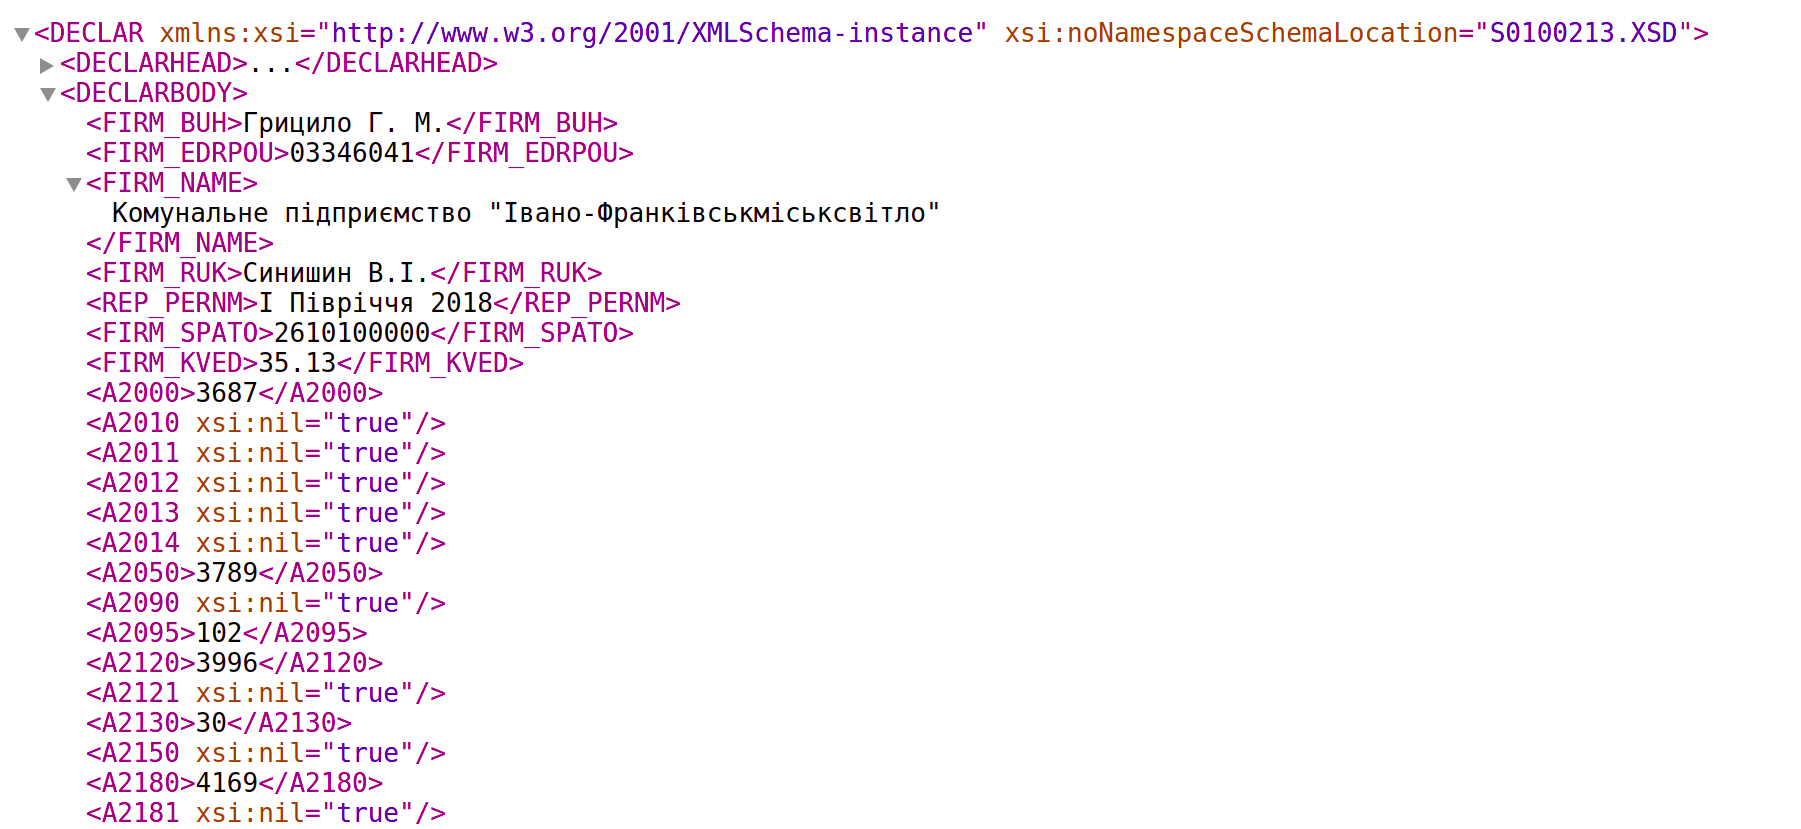 <DECLAR xmlns:xsi="http://www.w3.org/2001/XMLSchema-instance" xsi:noNamespaceSchemaLocation="S0100213.XSD">
<DECLARHEAD>...</DECLARHEAD>
<DECLARBODY>
<FIRM_BUH>Грицило Г. М.</FIRM_BUH>
<FIRM_EDRPOU>03346041</FIRM_EDRPOU>
<FIRM_NAME>
Комунальне підприємство "Івано-Франківськміськсвітло"
</FIRM_NAME>
<FIRM_RUK>Синишин В.І.</FIRM_RUK>
<REP_PERNM>І Півріччя 2018</REP_PERNM>
<FIRM_SPATO>2610100000</FIRM_SPATO>
<FIRM_KVED>35.13</FIRM_KVED>
<A2000>3687</A2000>
<A2010 xsi:nil="true"/>
<A2011 xsi:nil="true"/>
<A2012 xsi:nil="true"/>
<A2013 xsi:nil="true"/>
<A2014 xsi:nil="true"/>
<A2050>3789</A2050>
<A2090 xsi:nil="true"/>
<A2095>102</A2095>
<A2120>3996</A2120>
<A2121 xsi:nil="true"/>
<A2130>30</A2130>
<A2150 xsi:nil="true"/>
<A2180>4169</A2180>
<A2181 xsi:nil="true"/>